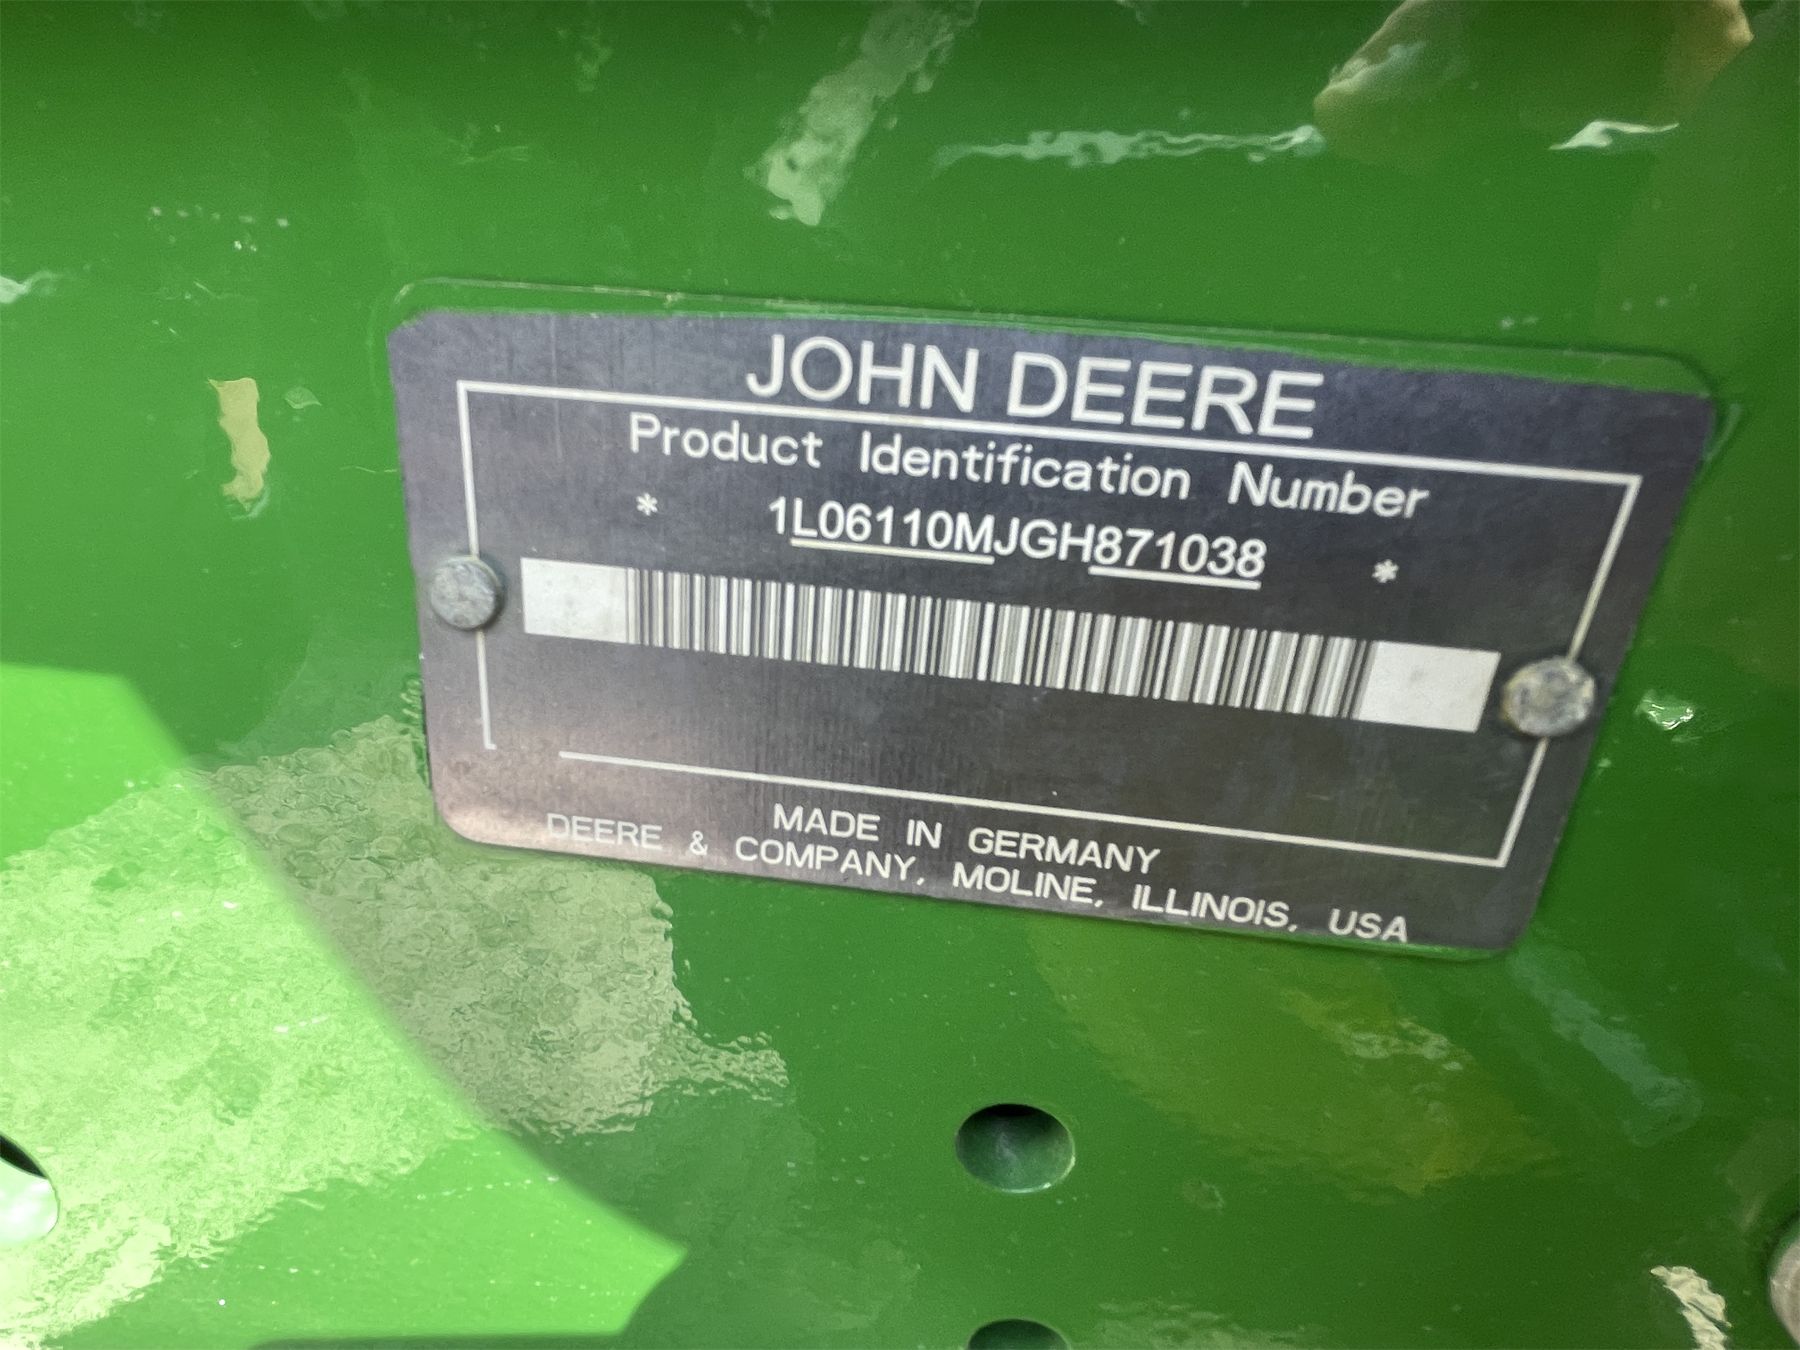 JOHN DEERE
Product Identification Number
* 1L06110MJGH871038 *
MADE IN GERMANY
DEERE & COMPANY, MOLINE, ILLINOIS, USA